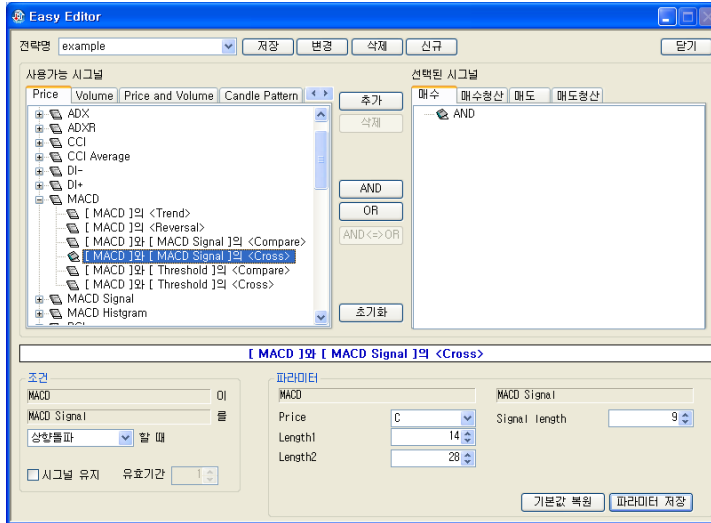 Easy Editor
전략명 example 저장 변경 삭제 신규 닫기
사용가능 시그널 선택된 시그널
Price Volume Price and Volume Candle Pattern 추가 매수 매수청산 매도 매도청산
ADX 삭제 AND
ADXR
CCI
CCI Average
DI-
DI+ AND
MACD
[ MACD ]의 <Trend> OR
[ MACD ]의 <Reversal>
[ MACD ]와 [ MACD Signal ]의 <Compare> AND<=>OR
[ MACD ]와 [ MACD Signal ]의 <Cross>
[ MACD ]와 [ Threshold ]의 <Compare>
[ MACD ]와 [ Threshold ]의 <Cross>
MACD Signal
MACD Histgram 초기화
[ MACD ]와 [ MACD Signal ]의 <Cross>
조건 파라미터
MACD 이 MACD MACD Signal
MACD Signal 를 Price C Signal length 9
상향돌파 할 때 Length1 14
Length2 28
시그널 유지 유효기간 1
기본값 복원 파라미터 저장